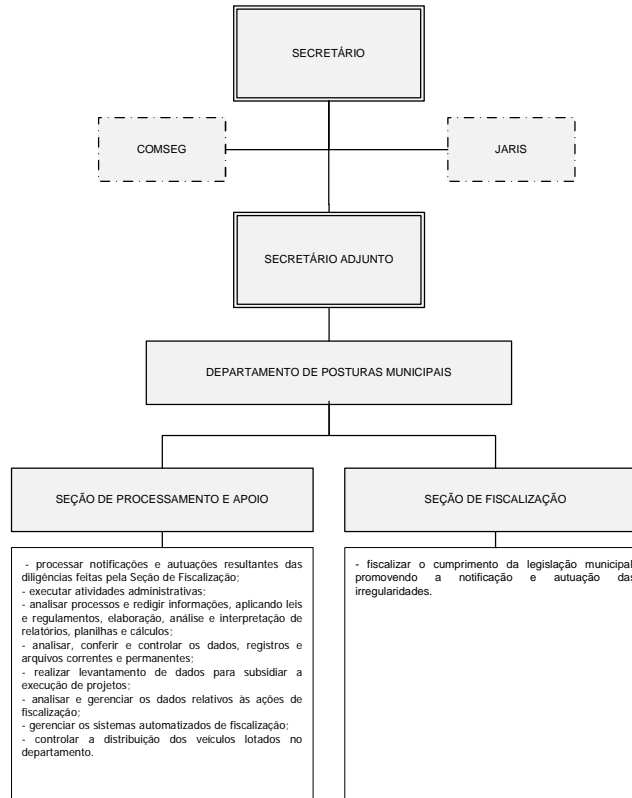 SECRETÁRIO
COMSEG
JARIS
SECRETÁRIO ADJUNTO
DEPARTAMENTO DE POSTURAS MUNICIPAIS
SEÇÃO DE PROCESSAMENTO E APOIO
SEÇÃO DE FISCALIZAÇÃO
- processar notificações e autuações resultantes das
diligências feitas pela Seção de Fiscalização;
- executar atividades administrativas;
- analisar processos e redigir informações, aplicando leis
e regulamentos, elaboração, análise e interpretação de
relatórios, planilhas e cálculos;
- analisar, conferir e controlar os dados, registros e
arquivos correntes e permanentes;
- realizar levantamento de dados para subsidiar a
execução de projetos;
- analisar e gerenciar os dados relativos às ações de
fiscalização;
- gerenciar os sistemas automatizados de fiscalização;
- controlar a distribuição dos veículos lotados no
departamento.
- fiscalizar o cumprimento da legislação municipal
promovendo a notificação e autuação das
irregularidades.